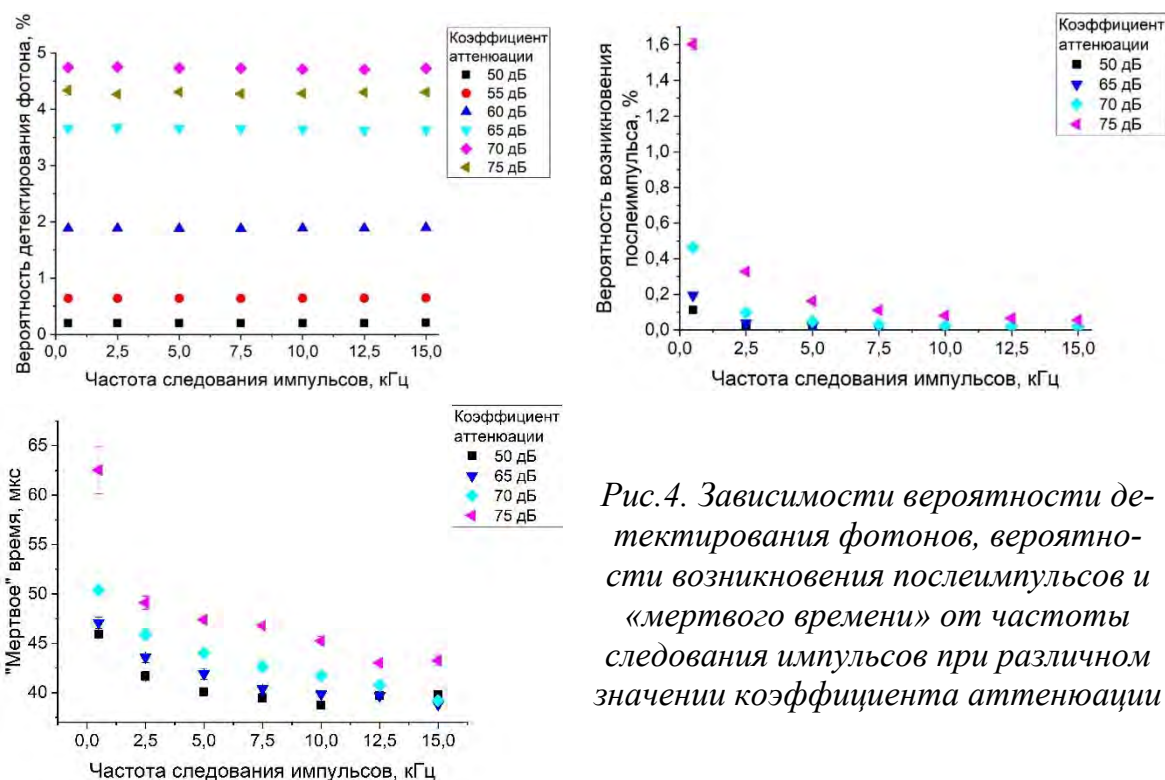 Вероятность детектирования фотона, %
5
4
3
2
1
0
0,0 2,5 5,0 7,5 10,0 12,5 15,0
Частота следования импульсов, кГц
Коэффициент
аттенюации
50 дБ
55 дБ
60 дБ
65 дБ
70 дБ
75 дБ
Вероятность возникновения
послеимпульса, %
1,6
1,4
1,2
1,0
0,8
0,6
0,4
0,2
0,0
0,0 2,5 5,0 7,5 10,0 12,5 15,0
Частота следования импульсов, кГц
Коэффициент
аттенюации
50 дБ
65 дБ
70 дБ
75 дБ
"Мертвое" время, мкс
65
60
55
50
45
40
0,0 2,5 5,0 7,5 10,0 12,5 15,0
Частота следования импульсов, кГц
Коэффициент
аттенюации
50 дБ
65 дБ
70 дБ
75 дБ
Рис.4. Зависимости вероятности де-
тектирования фотонов, вероятно-
сти возникновения послеимпульсов и
«мертвого времени» от частоты
следования импульсов при различном
значении коэффициента аттенюации